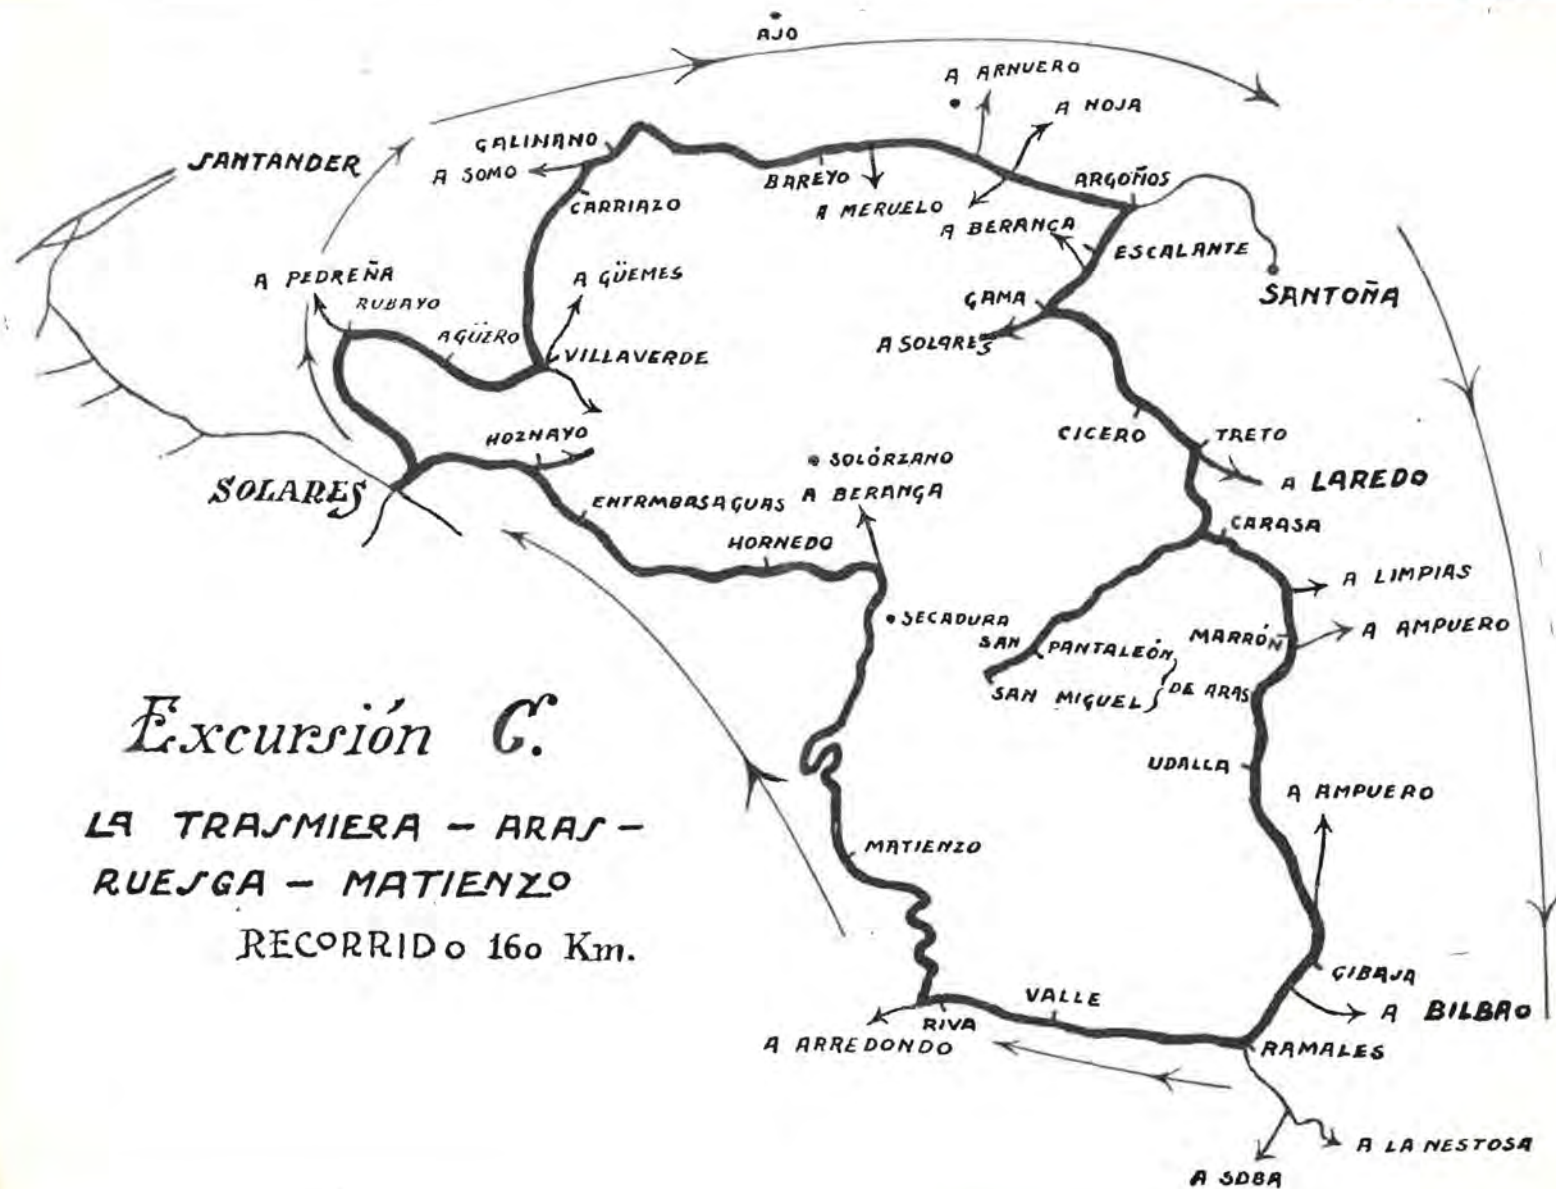 AJO
A ARNUERO
A NOJA
GALIHANO
SANTANDER
A SOMO
BAREYO
ARGOÑOS
CARRIAZO
A MERUELO
A BERANGA
ESCALANTE
A PEDREÑA
A GÜEMES
RUBAYO
GAMA
SANTOÑA
AGÜERO
A SOLARES
VILLAVERDE
HOZNAYO
CICERO
TRETO
SOLÓRZANO
A LAREDO
SOLARES
ENTRMBASAGUAS
A BERANGA
CARASA
HORNEDO
A LIMPIAS
SECADURA
A AMPUERO
MARRÓN
SAN PANTALEÓN
SAN MIGUEL
DE ARAS
Excursión C.
UDALLA
A AMPUERO
LA TRASMIERA - ARAS -
RUESGA - MATIENZO
MATIENZO
RECORRIDO 160 Km.
GIBAJA
VALLE
A BILBAO
RIVA
A ARREDONDO
RAMALES
A LA NESTOSA
A SOBA